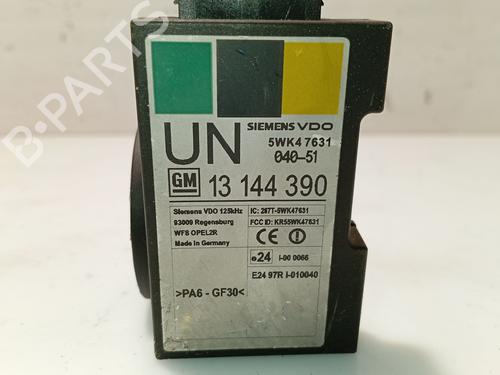 SIEMENS VDO
5WK4 7631
UN
040-51
GM
13 144 390
Siemens VDO 125kHz
93009 Regensburg
WFS OPEL2R
Made in Germany
IC: 267T-5WK47631
FCC ID: KR55WK47631
CE
e24 I-00 0066
E24 97R I-010040
>PA6 - GF30<
B-PARTS